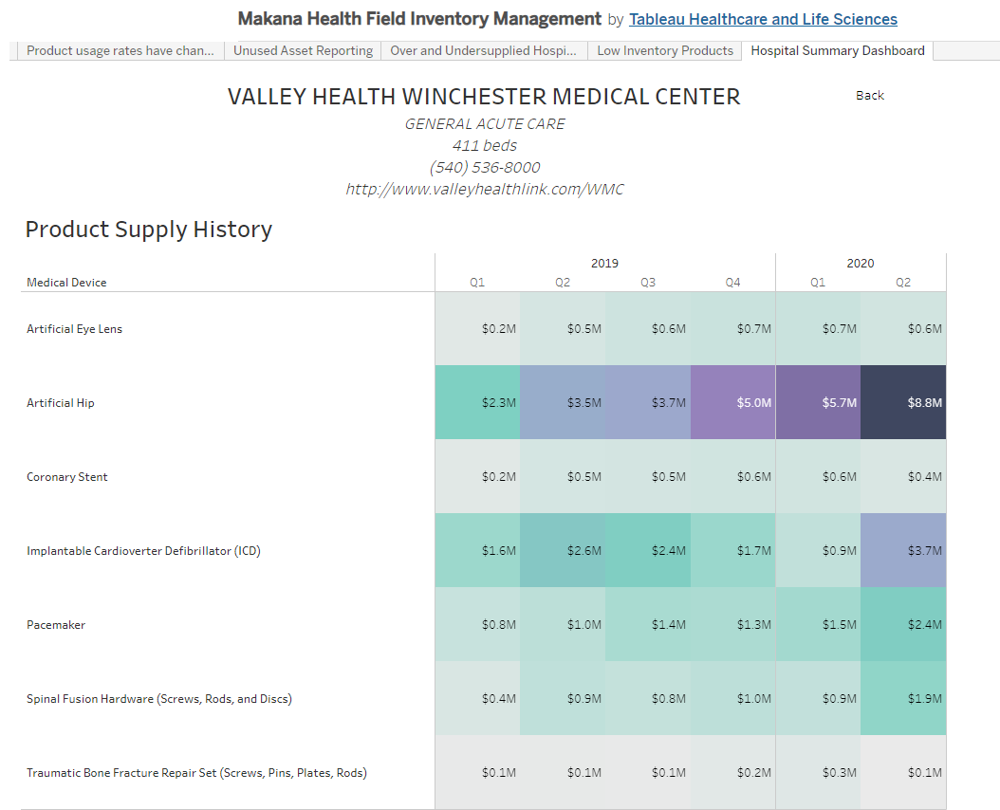 Makana Health Field Inventory Management by Tableau Healthcare and Life Sciences
Product usage rates have chan... Unused Asset Reporting Over and Undersupplied Hospi... Low Inventory Products Hospital Summary Dashboard
VALLEY HEALTH WINCHESTER MEDICAL CENTER Back
GENERAL ACUTE CARE
411 beds
(540) 536-8000
http://www.valleyhealthlink.com/WMC
Product Supply History
2019 2020
Medical Device Q1 Q2 Q3 Q4 Q1 Q2
Artificial Eye Lens $0.2M $0.5M $0.6M $0.7M $0.7M $0.6M
Artificial Hip $2.3M $3.5M $3.7M $5.0M $5.7M $8.8M
Coronary Stent $0.2M $0.5M $0.5M $0.6M $0.6M $0.4M
Implantable Cardioverter Defibrillator (ICD) $1.6M $2.6M $2.4M $1.7M $0.9M $3.7M
Pacemaker $0.8M $1.0M $1.4M $1.3M $1.5M $2.4M
Spinal Fusion Hardware (Screws, Rods, and Discs) $0.4M $0.9M $0.8M $1.0M $0.9M $1.9M
Traumatic Bone Fracture Repair Set (Screws, Pins, Plates, Rods) $0.1M $0.1M $0.1M $0.2M $0.3M $0.1M